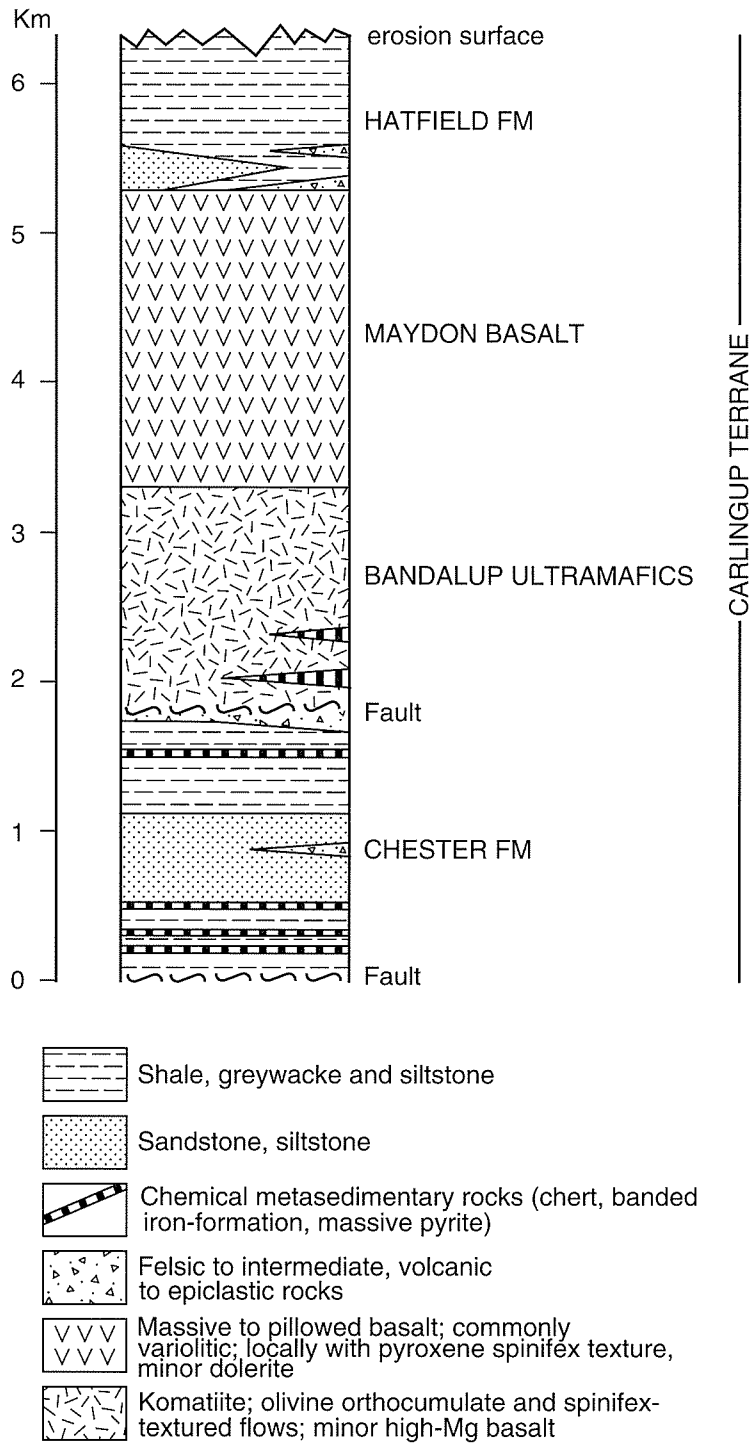 Km
erosion surface
6
HATFIELD FM
5
MAYDON BASALT
4
CARLINGUP TERRANE
3
BANDALUP ULTRAMAFICS
2
Fault
1
CHESTER FM
0
Fault
Shale, greywacke and siltstone
Sandstone, siltstone
Chemical metasedimentary rocks (chert, banded
iron-formation, massive pyrite)
Felsic to intermediate, volcanic
to epiclastic rocks
Massive to pillowed basalt; commonly
variolitic; locally with pyroxene spinifex texture,
minor dolerite
Komatiite; olivine orthocumulate and spinifex-
textured flows; minor high-Mg basalt